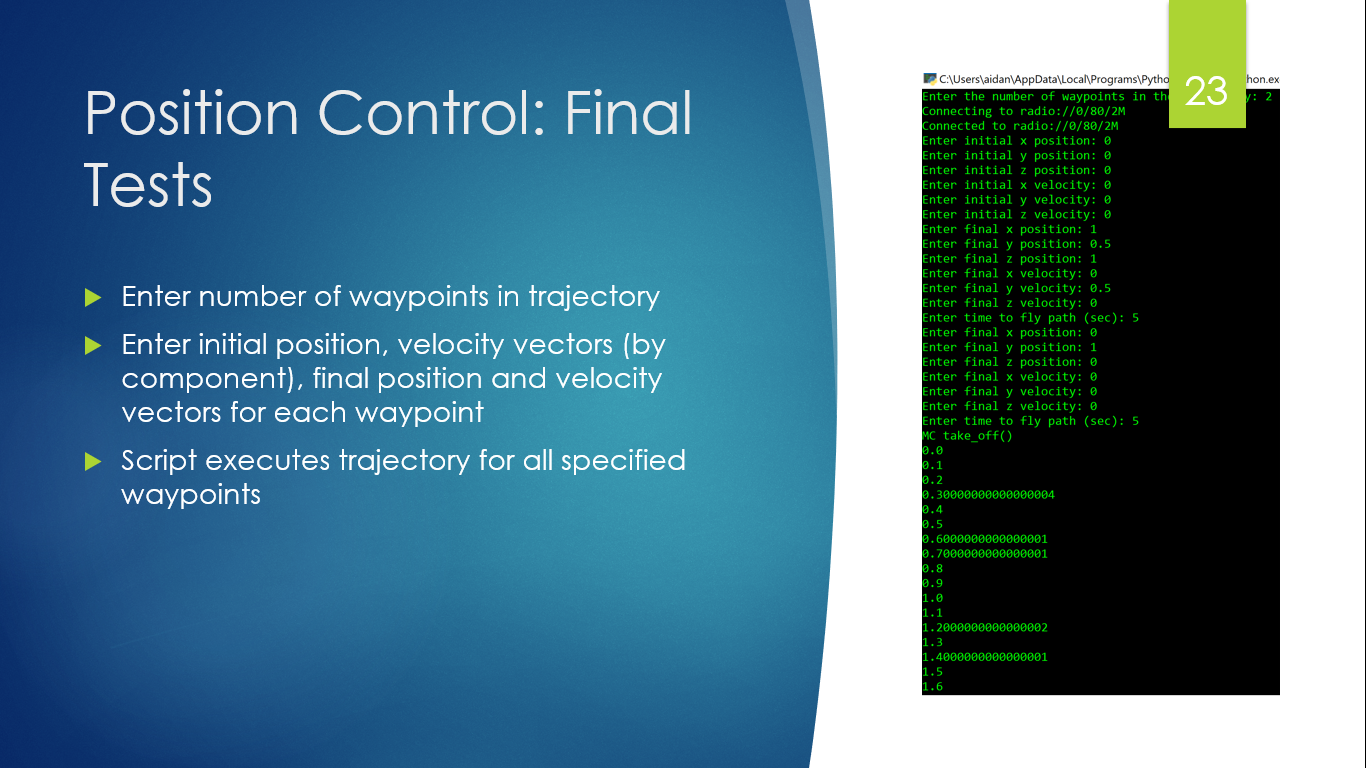 Position Control: Final
Tests
Enter number of waypoints in trajectory
Enter initial position, velocity vectors (by
component), final position and velocity
vectors for each waypoint
Script executes trajectory for all specified
waypoints
23
C:\Users\aidan\AppData\Local\Programs\Pytho hon.ex
Enter the number of waypoints in y: 2
Connecting to radio://0/80/2M
Connected to radio://0/80/2M
Enter initial x position: 0
Enter initial y position: 0
Enter initial z position: 0
Enter initial x velocity: 0
Enter initial y velocity: 0
Enter initial z velocity: 0
Enter final x position: 1
Enter final y position: 0.5
Enter final z position: 1
Enter final x velocity: 0
Enter final y velocity: 0.5
Enter final z velocity: 0
Enter time to fly path (sec): 5
Enter final x position: 0
Enter final y position: 1
Enter final z position: 0
Enter final x velocity: 0
Enter final y velocity: 0
Enter final z velocity: 0
Enter time to fly path (sec): 5
MC take_off()
0.0
0.1
0.2
0.30000000000000004
0.4
0.5
0.6000000000000001
0.7000000000000001
0.8
0.9
1.0
1.1
1.2000000000000002
1.3
1.4000000000000001
1.5
1.6